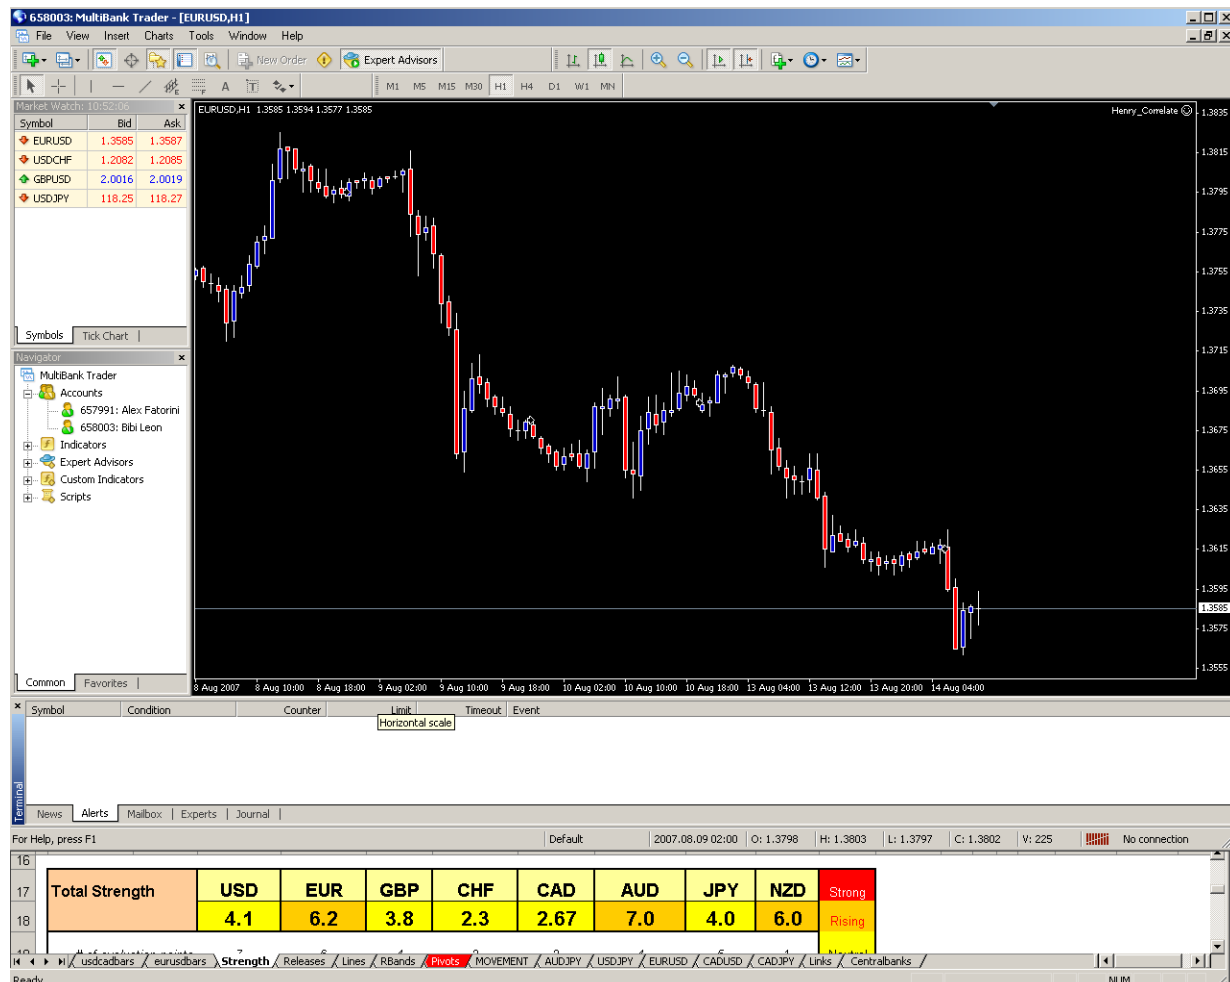 658003: MultiBank Trader - [EURUSD,H1]
File View Insert Charts Tools Window Help
New Order Expert Advisors
A T M1 M5 M15 M30 H1 H4 D1 W1 MN
Market Watch: 10:52:06
Symbol Bid Ask
EURUSD 1.3585 1.3587
USDCHF 1.2082 1.2085
GBPUSD 2.0016 2.0019
USDJPY 118.25 118.27
Symbols Tick Chart
Navigator
MultiBank Trader
Accounts
657991: Alex Fatorini
658003: Bibi Leon
Indicators
Expert Advisors
Custom Indicators
Scripts
Common Favorites
EURUSD,H1 1.3585 1.3594 1.3577 1.3585
Henry_Correlate
1.3835
1.3815
1.3795
1.3775
1.3755
1.3735
1.3715
1.3695
1.3675
1.3655
1.3635
1.3615
1.3595
1.3585
1.3575
1.3555
8 Aug 2007 8 Aug 10:00 8 Aug 18:00 9 Aug 02:00 9 Aug 10:00 9 Aug 18:00 10 Aug 02:00 10 Aug 10:00 10 Aug 18:00 13 Aug 04:00 13 Aug 12:00 13 Aug 20:00 14 Aug 04:00
Symbol Condition Counter Limit Timeout Event
Horizontal scale
Terminal
News Alerts Mailbox Experts Journal
For Help, press F1 Default 2007.08.09 02:00 O: 1.3798 H: 1.3803 L: 1.3797 C: 1.3802 V: 225 No connection
16
17 Total Strength USD EUR GBP CHF CAD AUD JPY NZD Strong
18 4.1 6.2 3.8 2.3 2.67 7.0 4.0 6.0 Rising
# of evaluation points Neutral
usdcadbars eurusdbars Strength Releases Lines RBands Pivots MOVEMENT AUDJPY USDJPY EURUSD CADUSD CADJPY Links Centralbanks
Ready NUM